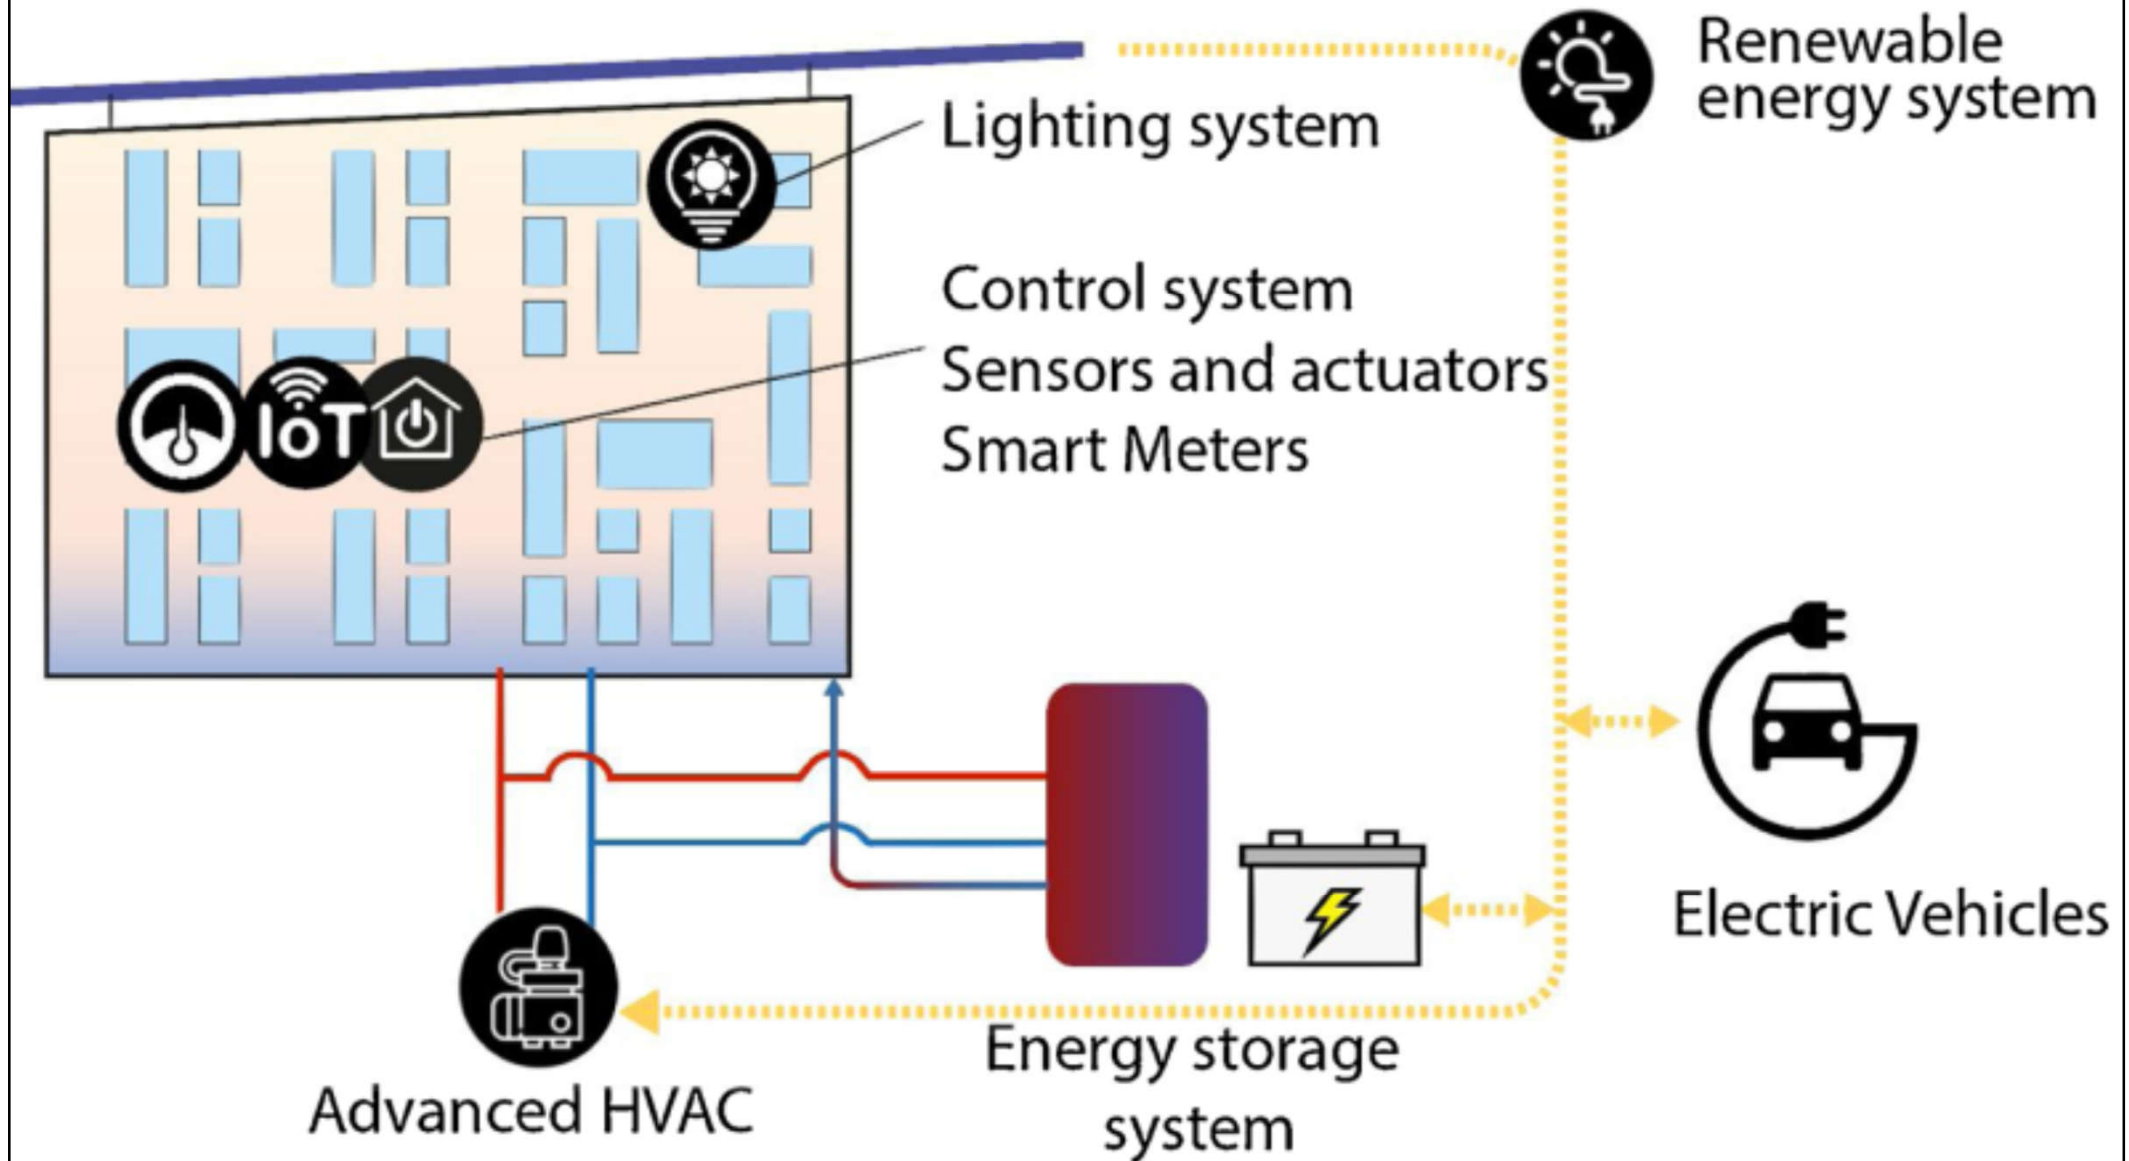 Renewable
energy system
Lighting system
Control system
Sensors and actuators
Smart Meters
IoT
Electric Vehicles
Energy storage
system
Advanced HVAC